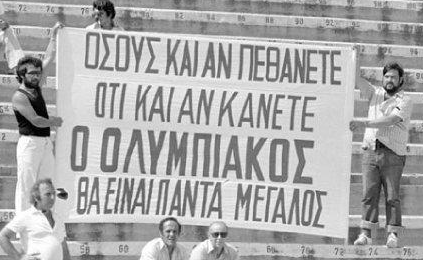 ΟΣΟΥΣ ΚΑΙ ΑΝ ΠΕΘΑΝΕΤΕ
ΟΤΙ ΚΑΙ ΑΝ ΚΑΝΕΤΕ
Ο ΟΛΥΜΠΙΑΚΟΣ
ΘΑ ΕΙΝΑΙ ΠΑΝΤΑ ΜΕΓΑΛΟΣ